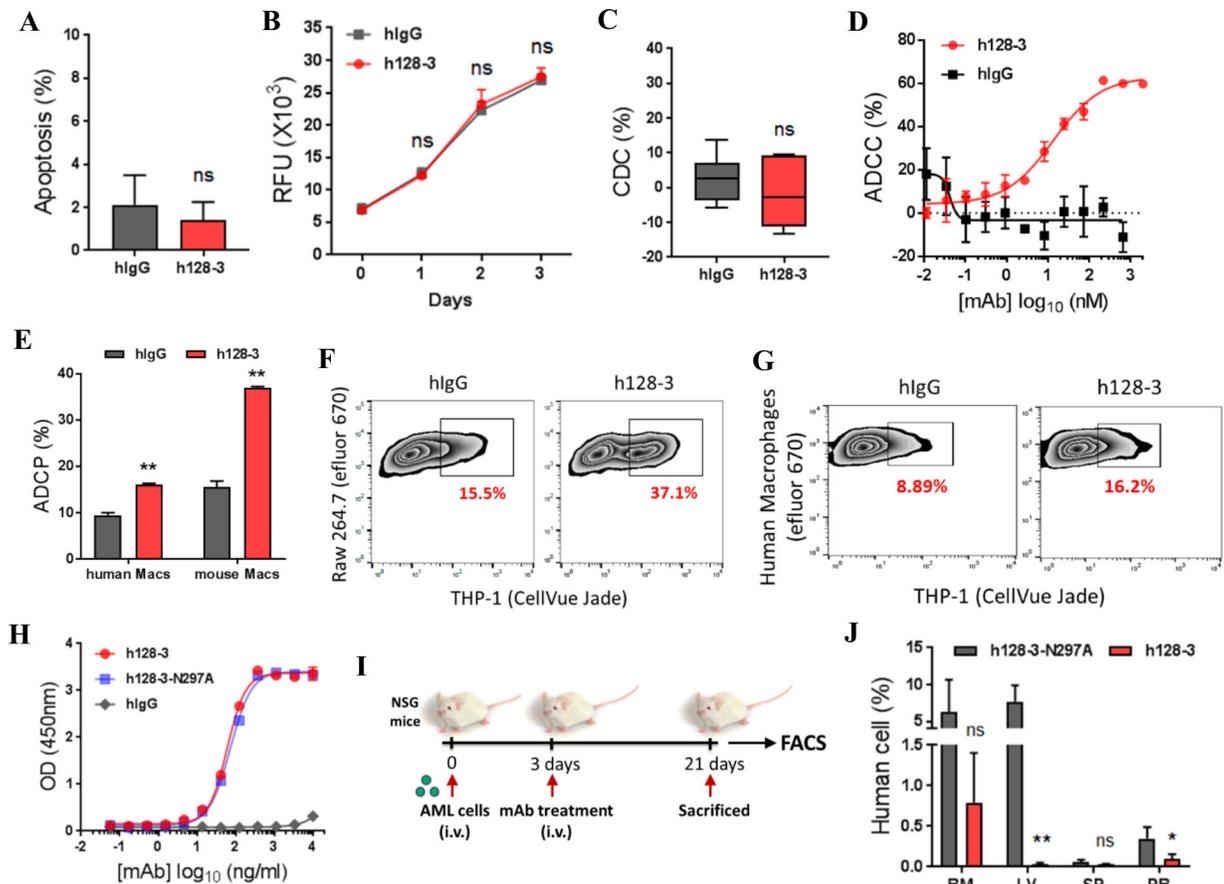 A
Apoptosis (%)
10
8
6
4
2
0
ns
hIgG
h128-3
B
RFU (X10³)
35
30
25
20
15
10
5
0
hIgG
h128-3
ns
ns
ns
0
1
2
3
Days
C
CDC (%)
40
30
20
10
0
-10
-20
ns
hIgG
h128-3
D
ADCC (%)
80
60
40
20
0
-20
h128-3
hIgG
-2
-1
0
1
2
3
[mAb] log₁₀ (nM)
E
hIgG
h128-3
ADCP (%)
40
30
20
10
0
**
**
human Macs
mouse Macs
F
hIgG
h128-3
Raw 264.7 (efluor 670)
15.5%
37.1%
THP-1 (CellVue Jade)
G
hIgG
h128-3
Human Macrophages
(efluor 670)
8.89%
16.2%
THP-1 (CellVue Jade)
H
OD (450nm)
4
3
2
1
0
h128-3
h128-3-N297A
hIgG
-2
-1
0
1
2
3
4
[mAb] log₁₀ (ng/ml)
I
NSG
mice
FACS
0
3 days
21 days
AML cells
(i.v.)
mAb treatment
(i.v.)
Sacrificed
J
h128-3-N297A
h128-3
Human cell (%)
15
10
5
1.5
1.0
0.5
0.0
ns
**
ns
*